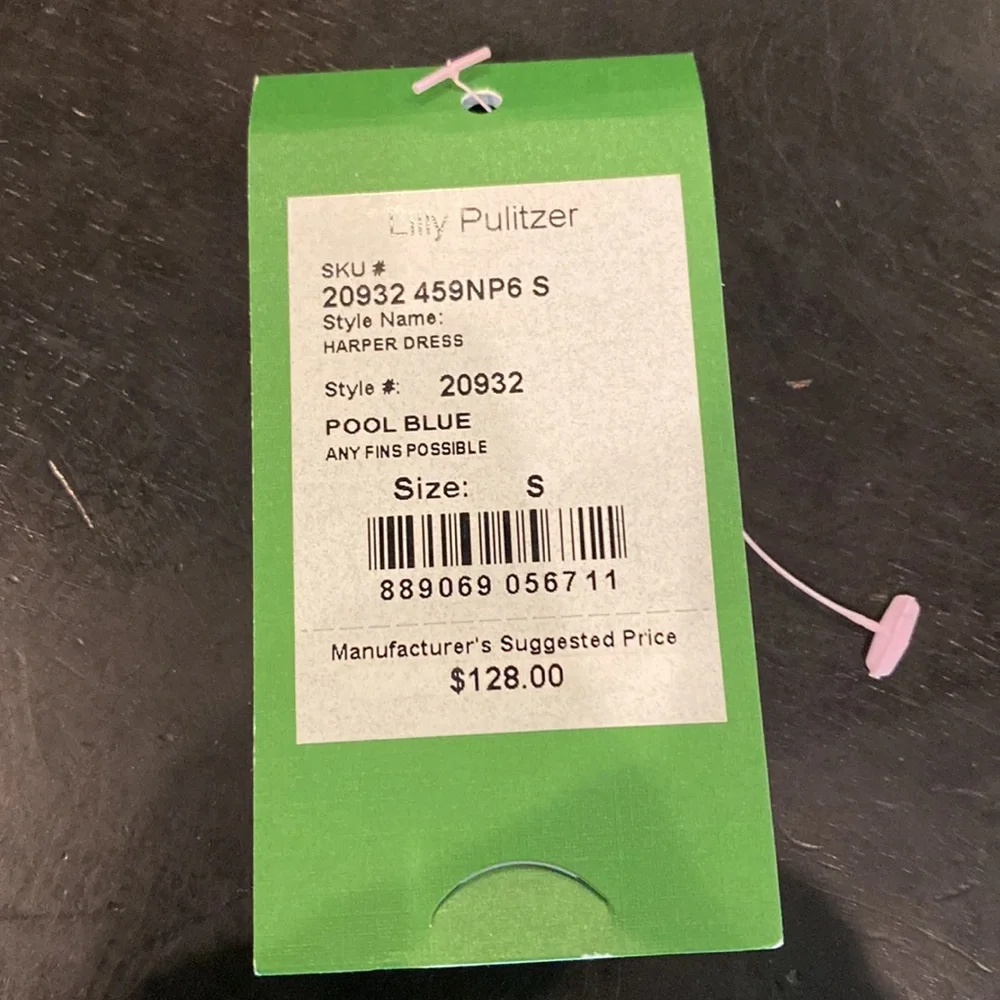 Lilly Pulitzer
SKU #
20932 459NP6 S
Style Name:
HARPER DRESS
Style #: 20932
POOL BLUE
ANY FINS POSSIBLE
Size: S
889069 056711
Manufacturer's Suggested Price
$128.00